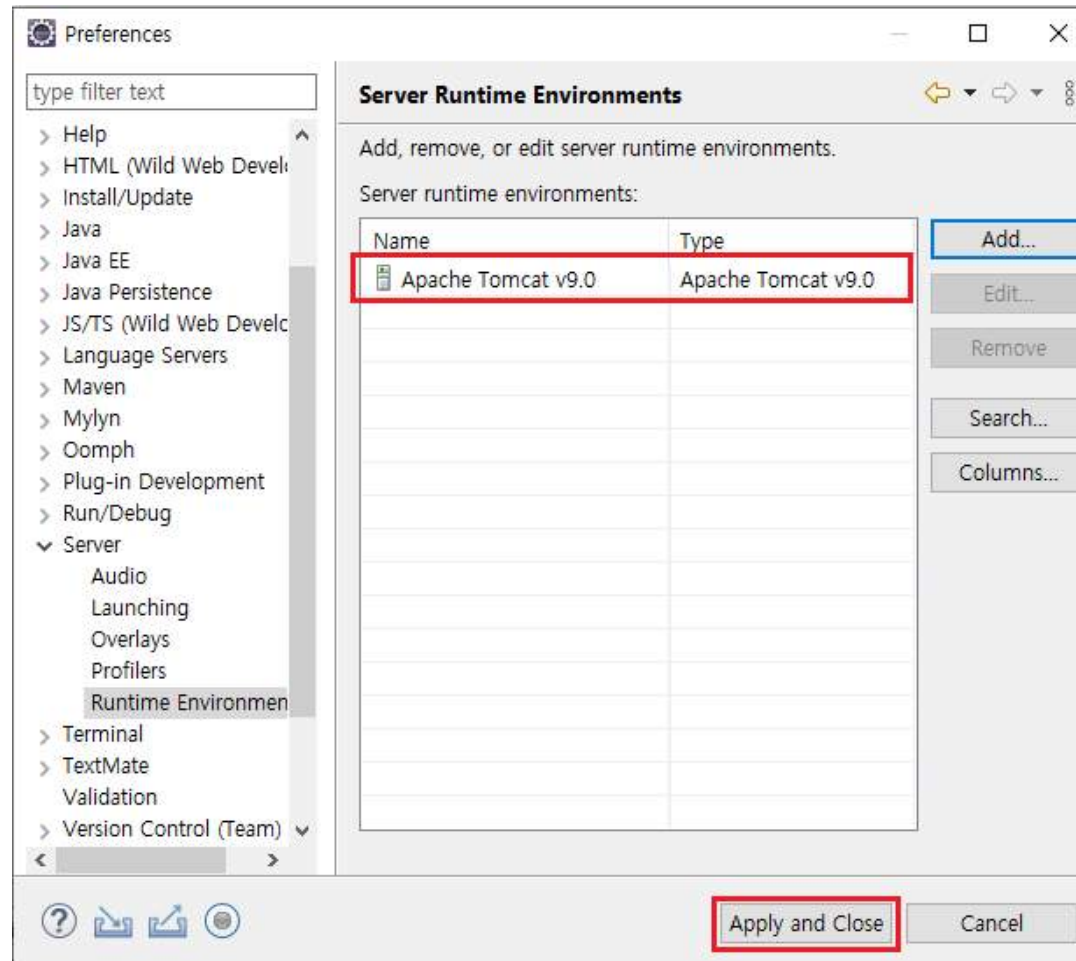 Preferences
type filter text
Help
HTML (Wild Web Devel
Install/Update
Java
Java EE
Java Persistence
JS/TS (Wild Web Develc
Language Servers
Maven
Mylyn
Oomph
Plug-in Development
Run/Debug
Server
Audio
Launching
Overlays
Profilers
Runtime Environmen
Terminal
TextMate
Validation
Version Control (Team)
Server Runtime Environments
Add, remove, or edit server runtime environments.
Server runtime environments:
Name Type
Apache Tomcat v9.0 Apache Tomcat v9.0
Add...
Edit...
Remove
Search...
Columns...
Apply and Close
Cancel